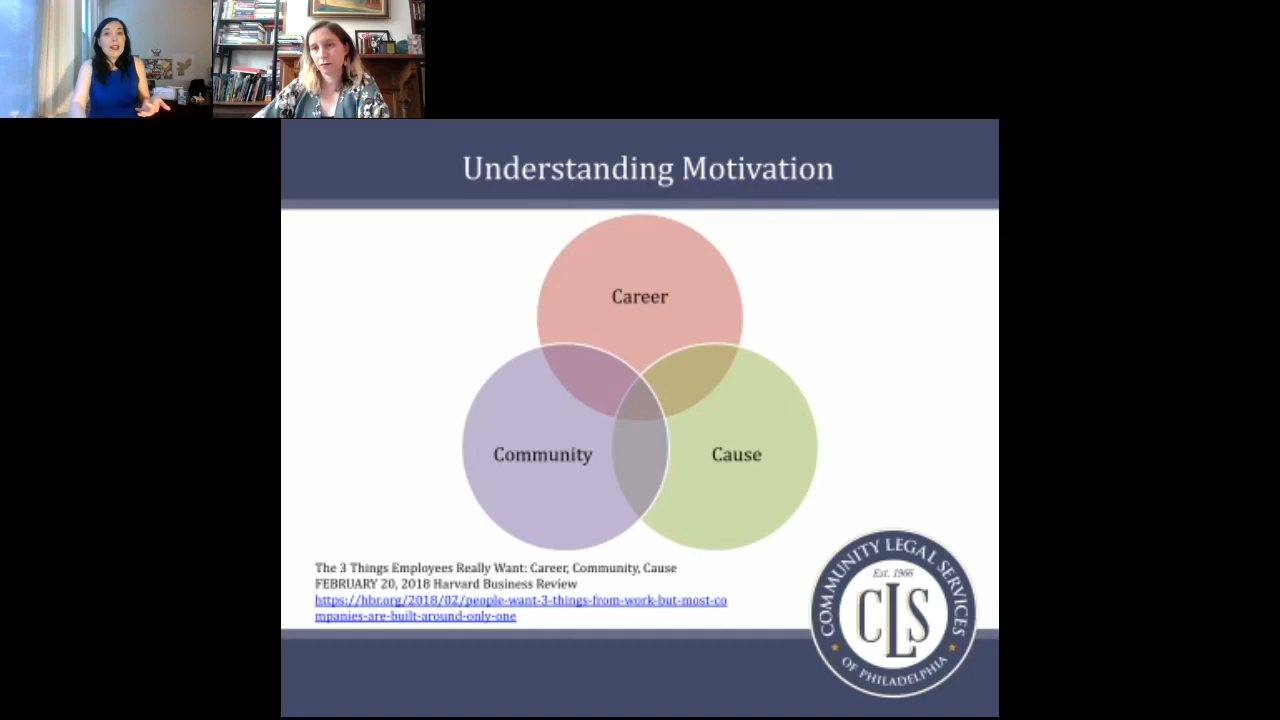 Understanding Motivation
Career
Community
Cause
The 3 Things Employees Really Want: Career, Community, Cause
FEBRUARY 20, 2018 Harvard Business Review
https://hbr.org/2018/02/people-want-3-things-from-work-but-most-co
mpanies-are-built-around-only-one
COMMUNITY LEGAL SERVICES
Est. 1966
CLS
OF PHILADELPHIA